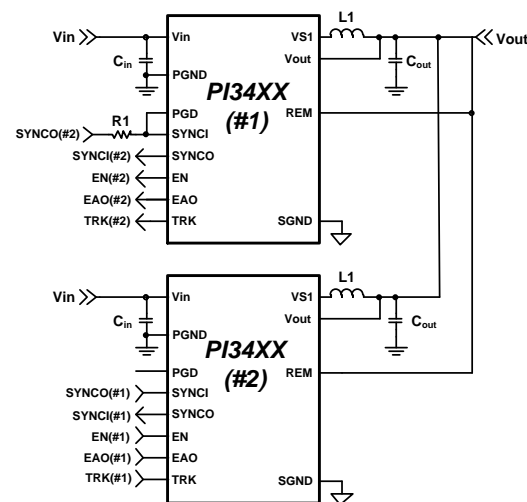 Vin
Vin
VS1
L1
Vout
Cin
Vout
Cout
PGND
PI34XX
(#1)
PGD
REM
R1
SYNCO(#2)
SYNCI
SYNCI(#2)
SYNCO
EN(#2)
EN
EAO(#2)
EAO
TRK(#2)
TRK
SGND
Vin
Vin
VS1
L1
Cin
Vout
Cout
PGND
PI34XX
(#2)
PGD
REM
SYNCO(#1)
SYNCI
SYNCI(#1)
SYNCO
EN(#1)
EN
EAO(#1)
EAO
TRK(#1)
TRK
SGND